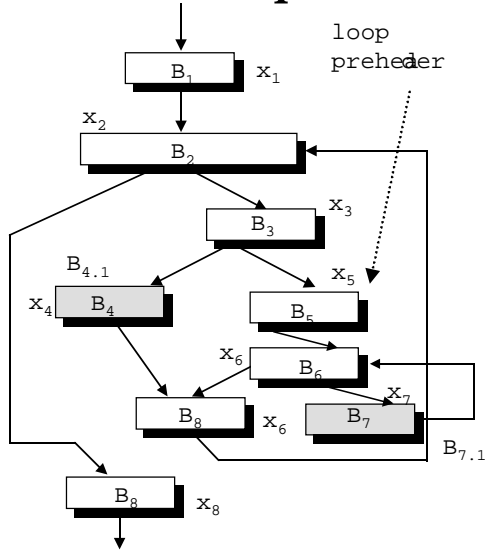 p
loop
preheader
B₁ x₁
x₂
B₂
x₃
B₃
B₄.₁
x₅
x₄ B₄
B₅
x₆
B₆
x₇
B₈ x₆ B₇
B₇.₁
B₈ x₈